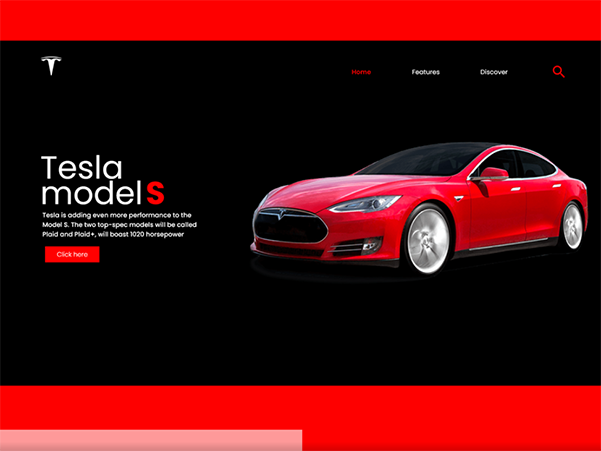 Home Features Discover
Tesla
model S
Tesla is adding even more performance to the
Model S. The two top-spec models will be called
Plaid and Plaid+, will boast 1020 horsepower
Click here